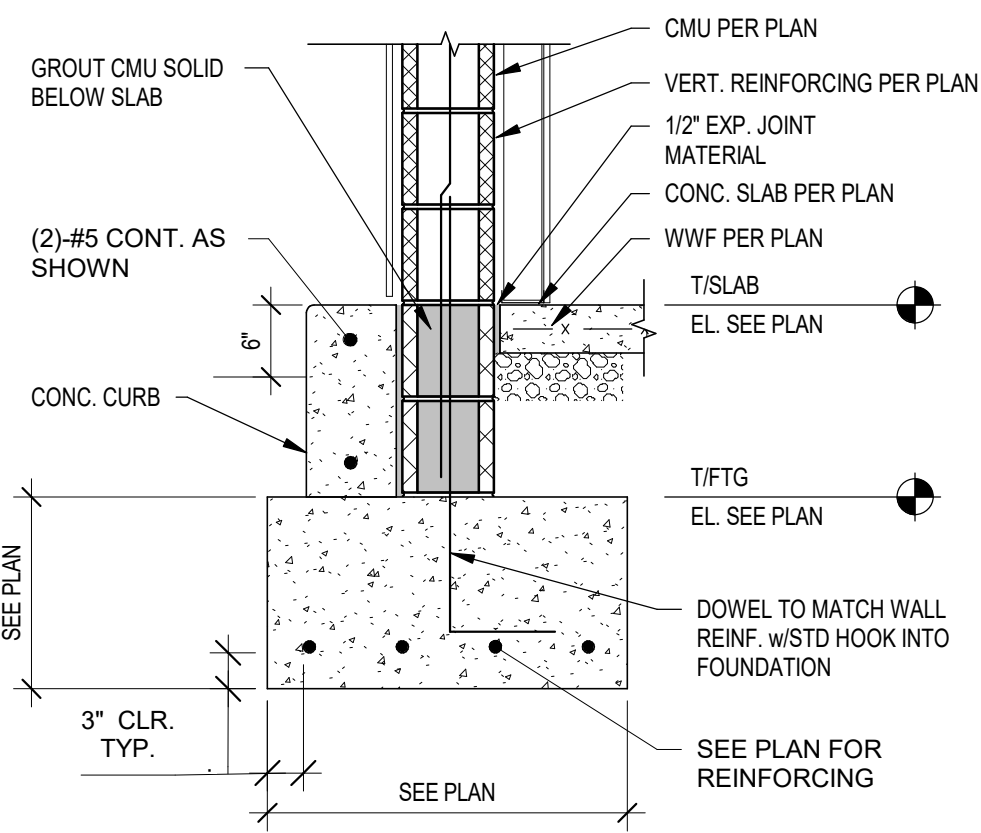 GROUT CMU SOLID
BELOW SLAB
(2)-#5 CONT. AS
SHOWN
6"
CONC. CURB
SEE PLAN
3" CLR.
TYP.
SEE PLAN
CMU PER PLAN
VERT. REINFORCING PER PLAN
1/2" EXP. JOINT
MATERIAL
CONC. SLAB PER PLAN
WWF PER PLAN
X
T/SLAB
EL. SEE PLAN
T/FTG
EL. SEE PLAN
DOWEL TO MATCH WALL
REINF. w/STD HOOK INTO
FOUNDATION
SEE PLAN FOR
REINFORCING